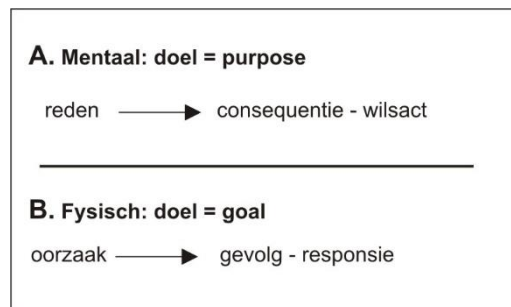 A. Mentaal: doel = purpose
reden consequentie - wilsact
B. Fysisch: doel = goal
oorzaak gevolg - responsie